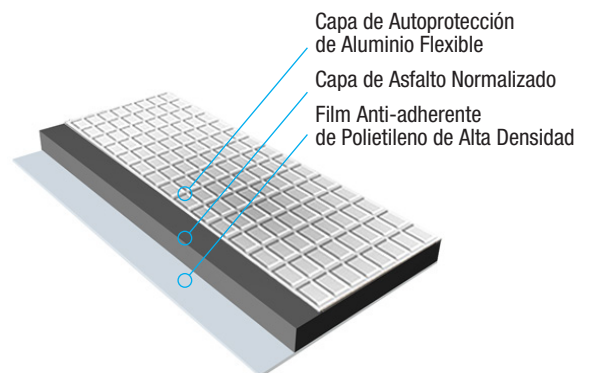 Capa de Autoprotección
de Aluminio Flexible
Capa de Asfalto Normalizado
Film Anti-adherente
de Polietileno de Alta Densidad